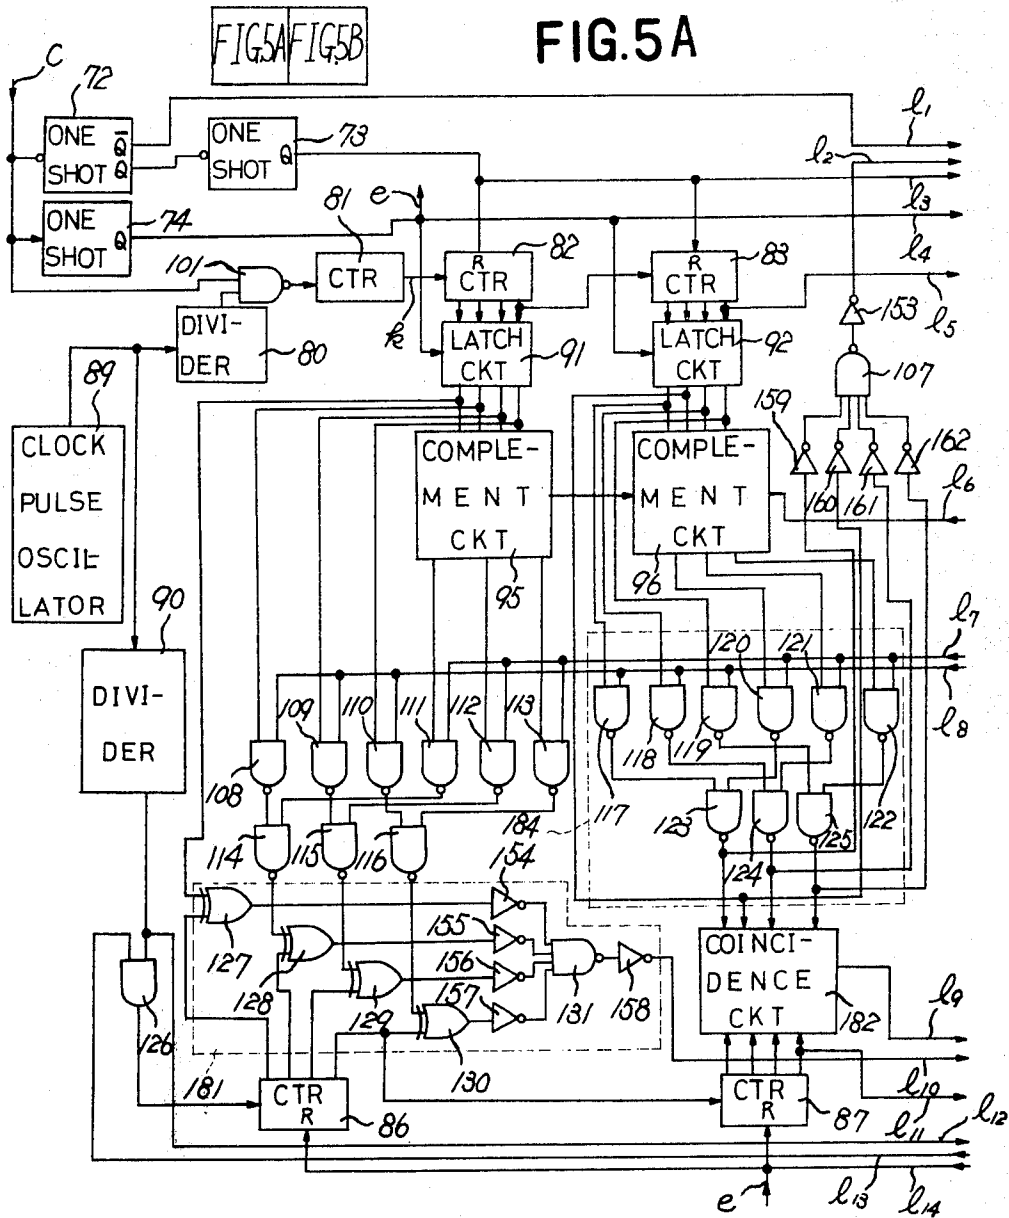 FIG.5A
FIG.5A FIG.5B
C
72
ONE Q
SHOT Q
73
ONE
SHOT Q
l1
l2
l3
74
ONE
SHOT Q
e
l4
101
81
CTR
k
82
R
CTR
83
R
CTR
l5
DIVI-
DER
80
LATCH
CKT
91
LATCH
CKT
92
153
107
89
CLOCK
PULSE
OSCIL-
LATOR
COMPLE-
MENT
CKT
95
COMPLE-
MENT
CKT
96
159
160
161
162
l6
90
DIVI-
DER
l7
l8
120
121
108
109
110
111
112
113
117
118
119
122
184
123
124
125
114
115
116
127
128
129
130
154
155
156
157
131
158
126
181
COINCI-
DENCE
CKT
182
l9
l10
CTR
R
86
CTR
R
87
l11
l12
l13
l14
e